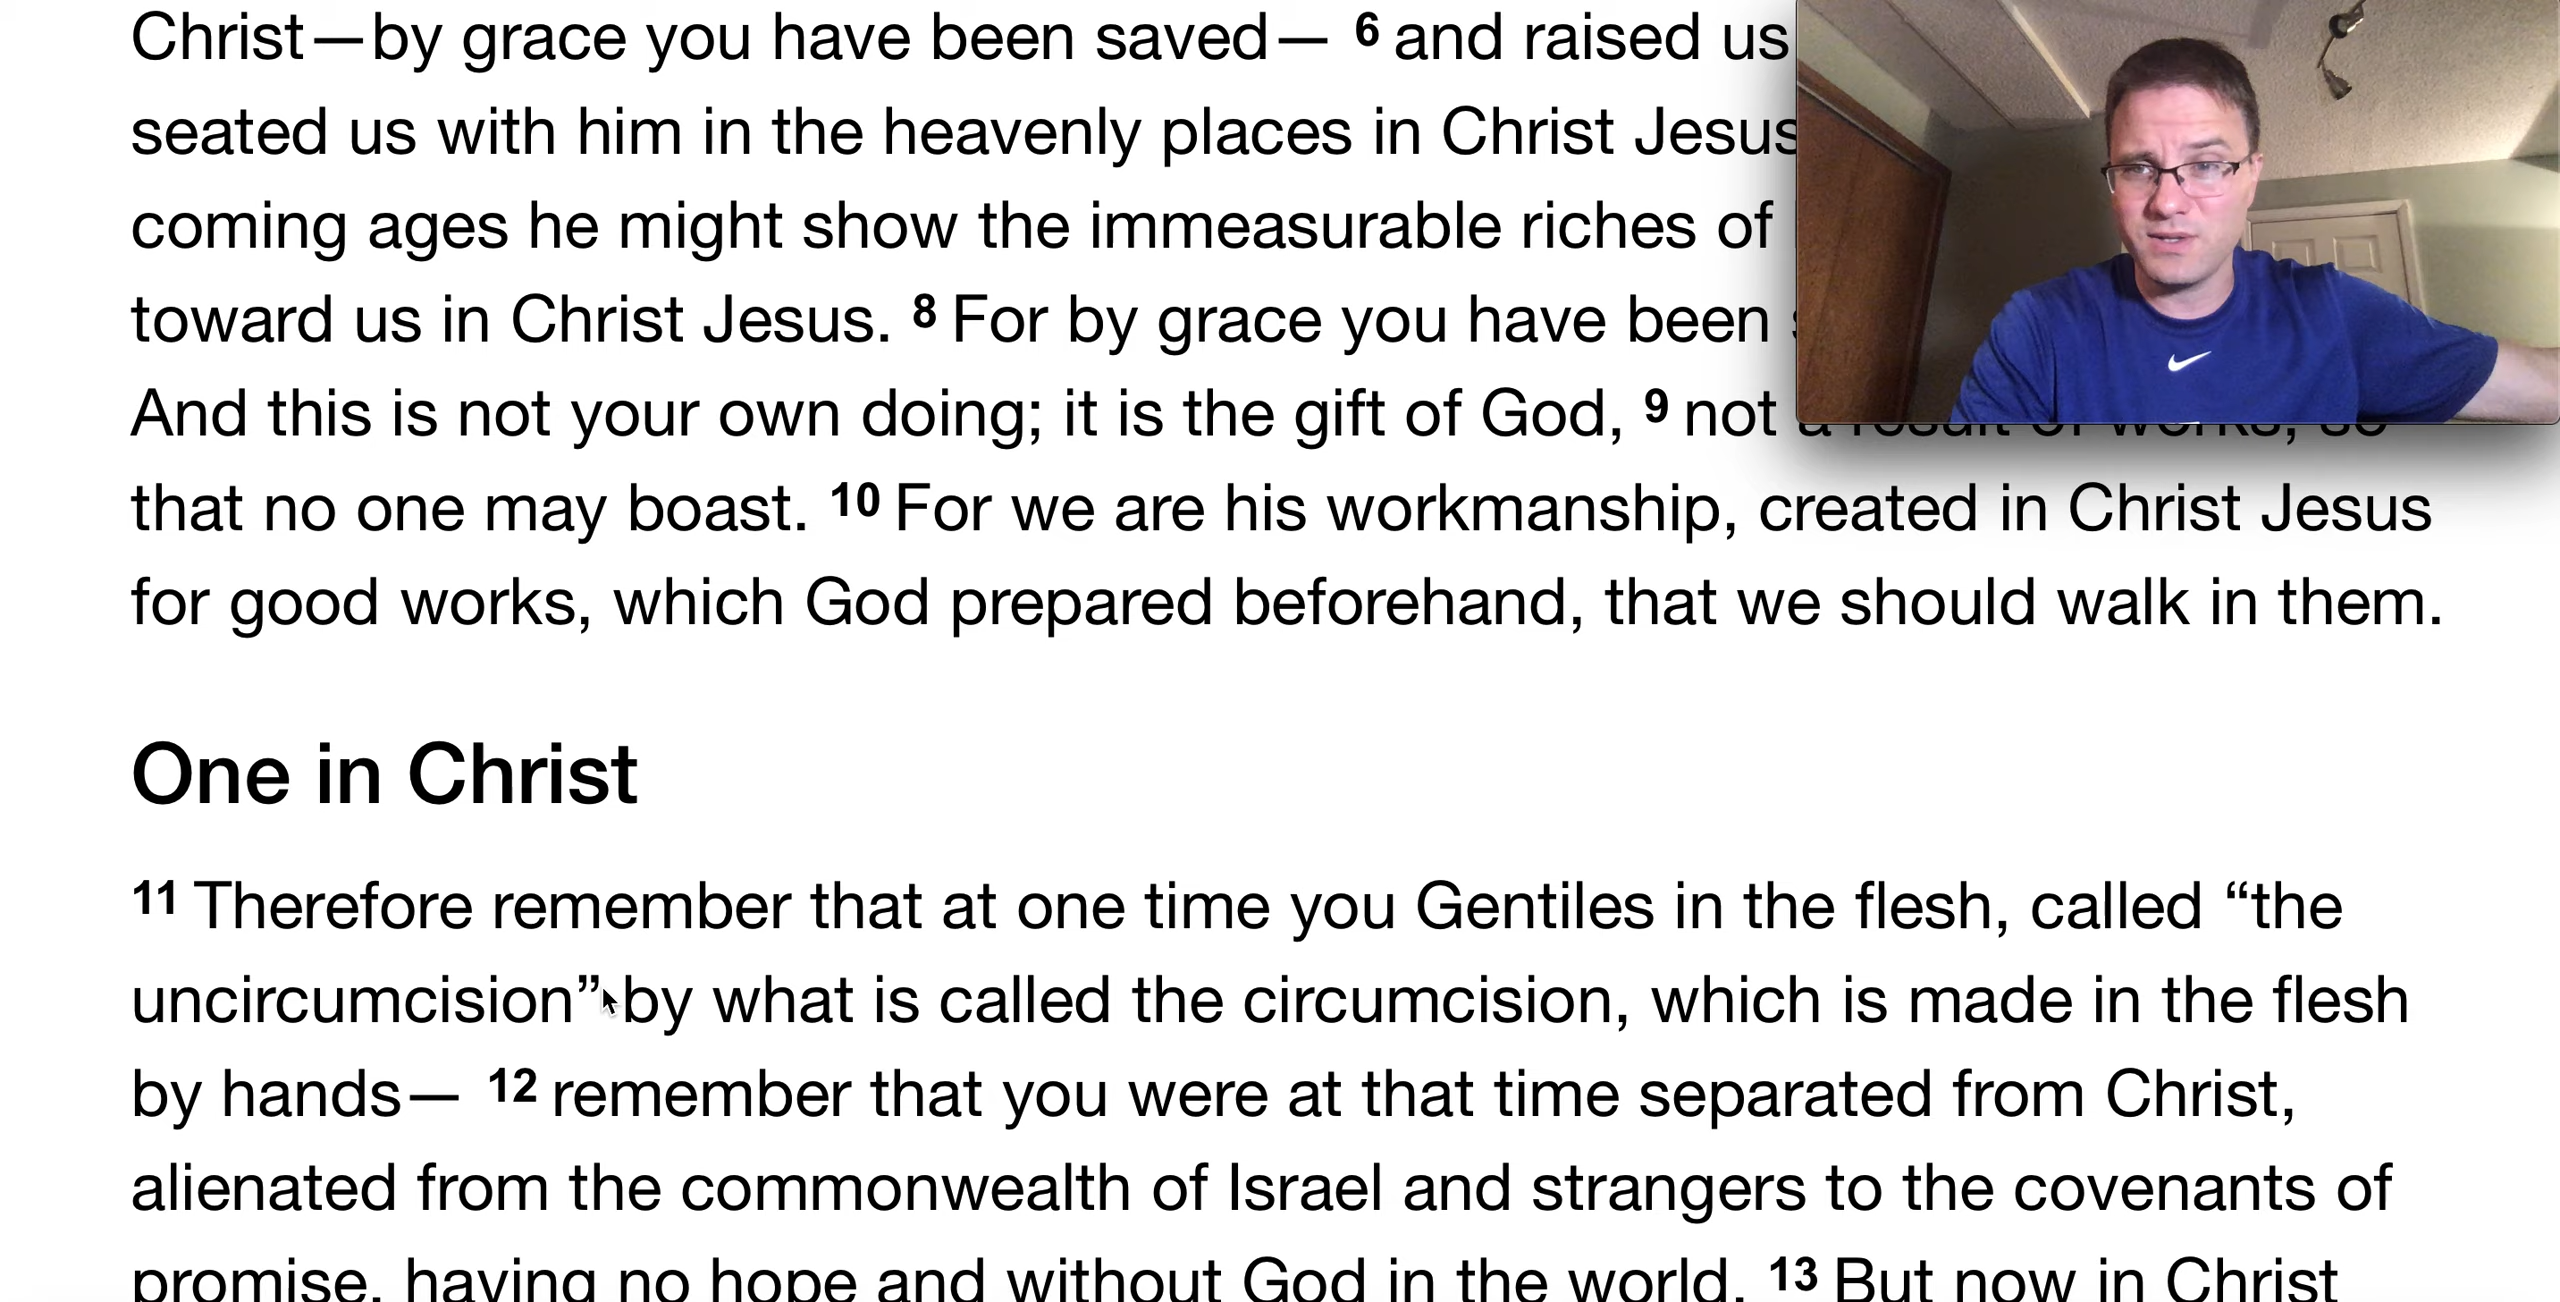 Christ—by grace you have been saved— 6 and raised us
seated us with him in the heavenly places in Christ Jesus
coming ages he might show the immeasurable riches of
toward us in Christ Jesus. 8 For by grace you have been
And this is not your own doing; it is the gift of God, 9 not a result of works, so
that no one may boast. 10 For we are his workmanship, created in Christ Jesus
for good works, which God prepared beforehand, that we should walk in them.
One in Christ
11 Therefore remember that at one time you Gentiles in the flesh, called “the
uncircumcision” by what is called the circumcision, which is made in the flesh
by hands— 12 remember that you were at that time separated from Christ,
alienated from the commonwealth of Israel and strangers to the covenants of
promise, having no hope and without God in the world. 13 But now in Christ